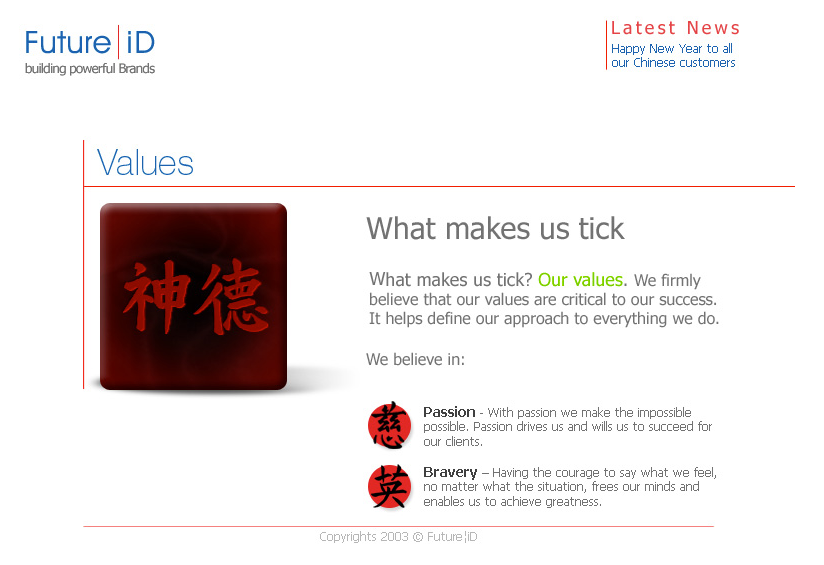 Future|iD
building powerful Brands
Latest News
Happy New Year to all
our Chinese customers
Values
神德
What makes us tick
What makes us tick? Our values. We firmly
believe that our values are critical to our success.
It helps define our approach to everything we do.
We believe in:
慈
Passion - With passion we make the impossible
possible. Passion drives us and wills us to succeed for
our clients.
英
Bravery – Having the courage to say what we feel,
no matter what the situation, frees our minds and
enables us to achieve greatness.
Copyrights 2003 © Future¦iD